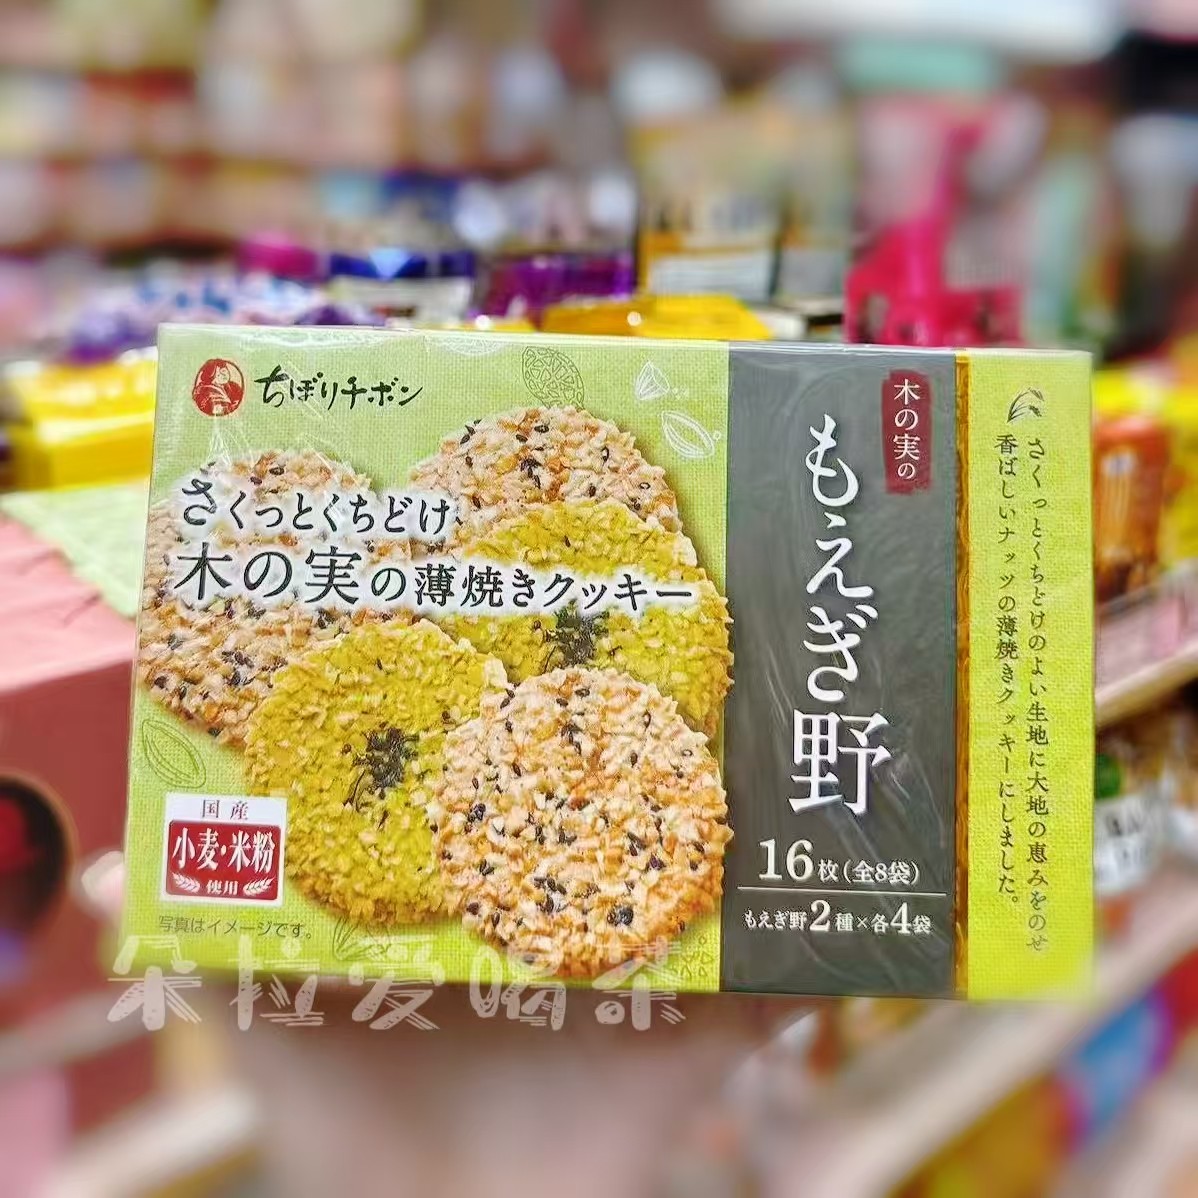 ちぼりチボン
さくっとくちどけ
木の実の薄焼きクッキー
木の実の
もえぎ野
16枚(全8袋)
もえぎ野2種×各4袋
さくっとくちどけのよい生地に大地の恵みをのせ
香ばしいナッツの薄焼きクッキーにしました。
国産
小麦・米粉
使用
写真はイメージです。
朵拉爱喝茶